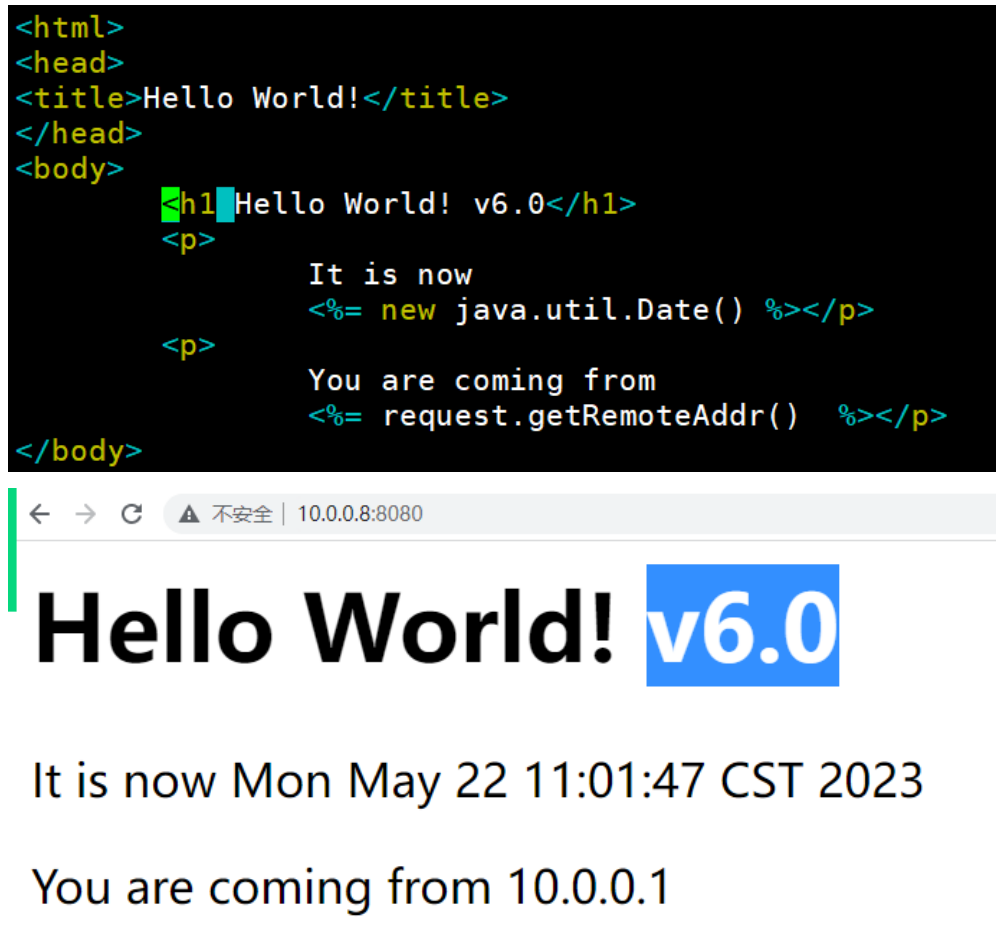 <html>
<head>
<title>Hello World!</title>
</head>
<body>
        <h1>Hello World! v6.0</h1>
        <p>
                It is now
                <%= new java.util.Date() %></p>
        <p>
                You are coming from
                <%= request.getRemoteAddr()  %></p>
</body>
不安全 | 10.0.0.8:8080
Hello World! v6.0
It is now Mon May 22 11:01:47 CST 2023
You are coming from 10.0.0.1